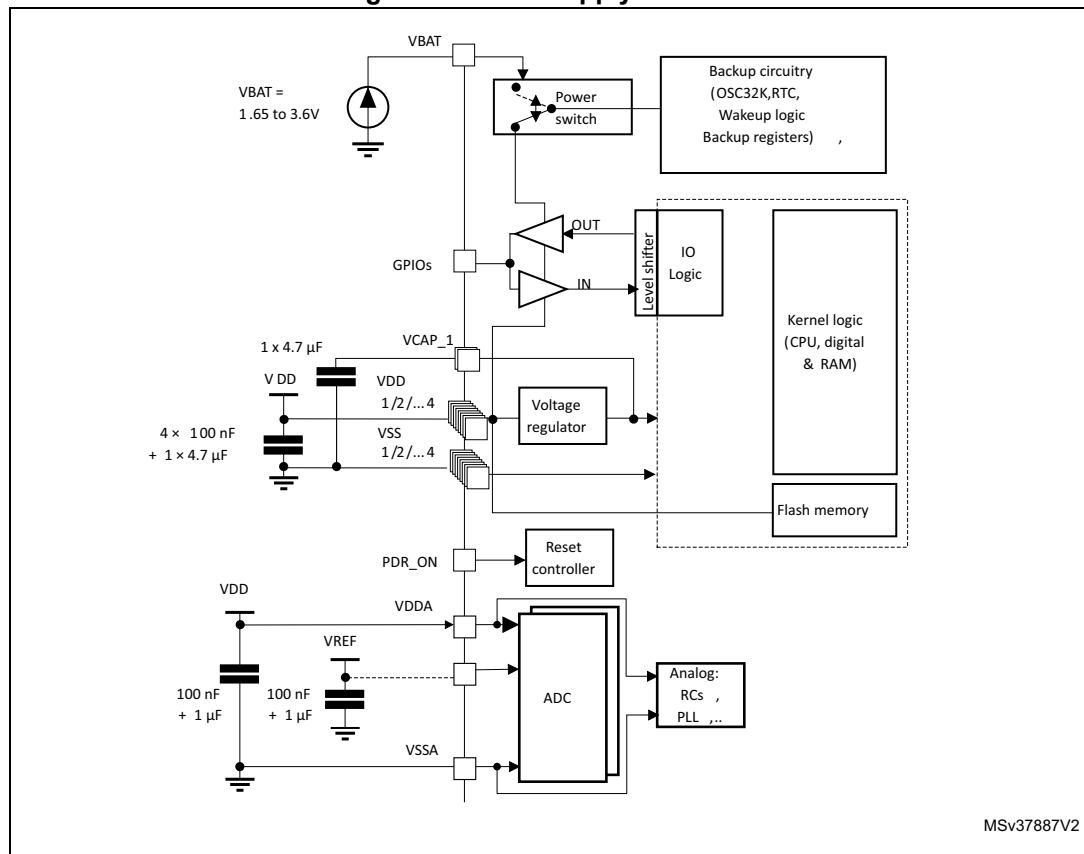 VBAT
VBAT =
1.65 to 3.6V
Power
switch
Backup circuitry
(OSC32K,RTC,
Wakeup logic
Backup registers) ,
OUT
GPIOs
IN
Level shifter
IO
Logic
Kernel logic
(CPU, digital
& RAM)
VCAP_1
1 x 4.7 µF
V DD
VDD
1/2/... 4
Voltage
regulator
4 × 100 nF
+ 1 × 4.7 µF
VSS
1/2/... 4
Flash memory
PDR_ON
Reset
controller
VDD
VDDA
VREF
100 nF
+ 1 µF
100 nF
+ 1 µF
ADC
Analog:
RCs ,
PLL ,..
VSSA
MSv37887V2